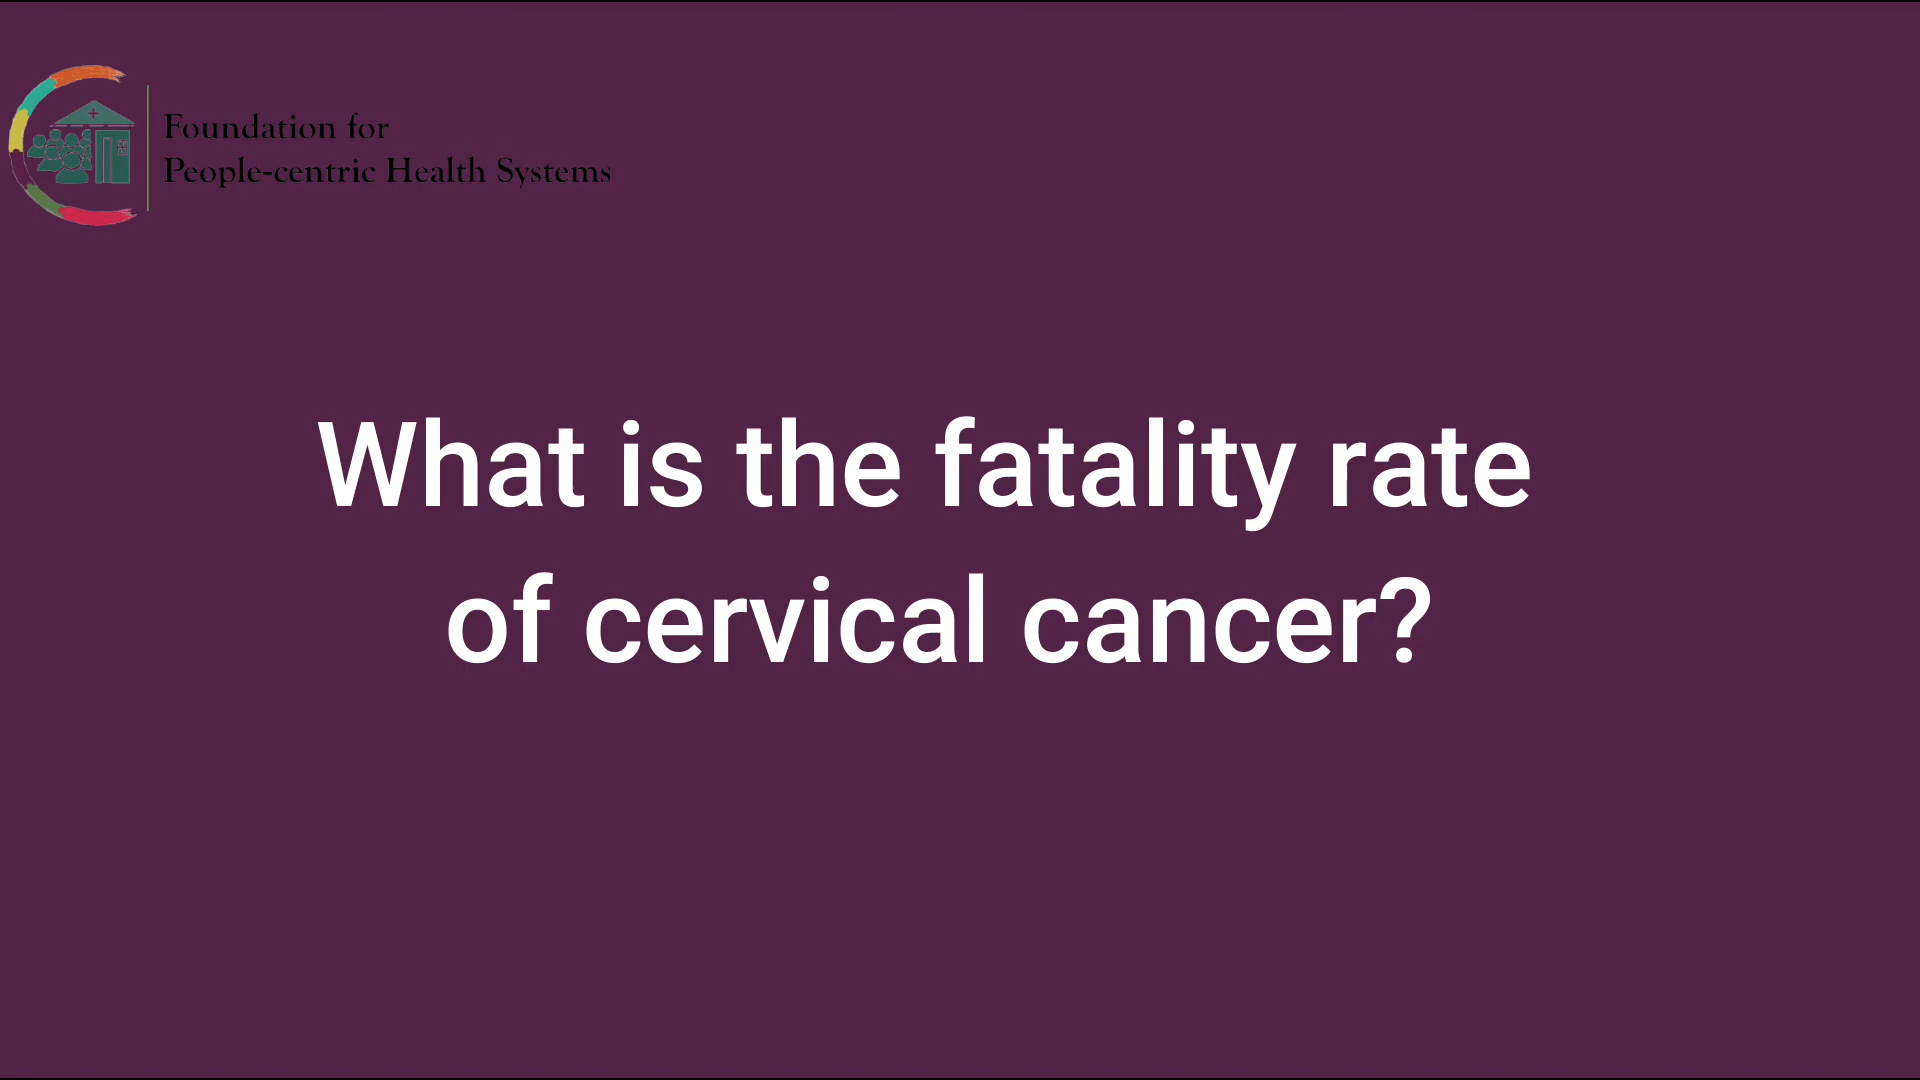 Foundation for
People-centric Health Systems
What is the fatality rate
of cervical cancer?